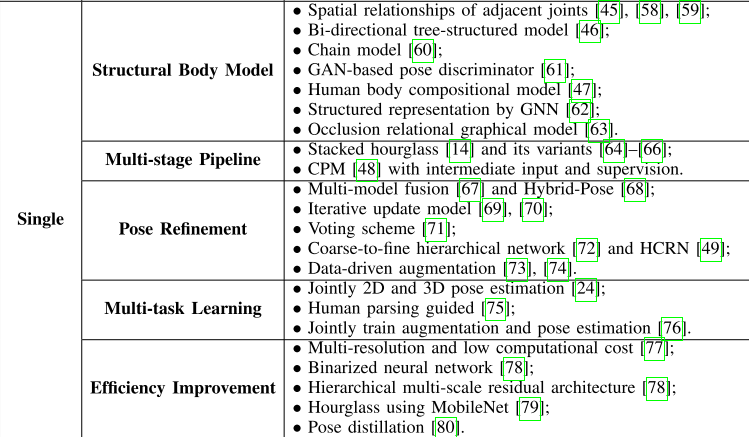 Single
Structural Body Model
• Spatial relationships of adjacent joints [45], [58], [59];
• Bi-directional tree-structured model [46];
• Chain model [60];
• GAN-based pose discriminator [61];
• Human body compositional model [47];
• Structured representation by GNN [62];
• Occlusion relational graphical model [63].
Multi-stage Pipeline
• Stacked hourglass [14] and its variants [64]–[66];
• CPM [48] with intermediate input and supervision.
Pose Refinement
• Multi-model fusion [67] and Hybrid-Pose [68];
• Iterative update model [69], [70];
• Voting scheme [71];
• Coarse-to-fine hierarchical network [72] and HCRN [49];
• Data-driven augmentation [73], [74].
Multi-task Learning
• Jointly 2D and 3D pose estimation [24];
• Human parsing guided [75];
• Jointly train augmentation and pose estimation [76].
Efficiency Improvement
• Multi-resolution and low computational cost [77];
• Binarized neural network [78];
• Hierarchical multi-scale residual architecture [78];
• Hourglass using MobileNet [79];
• Pose distillation [80].